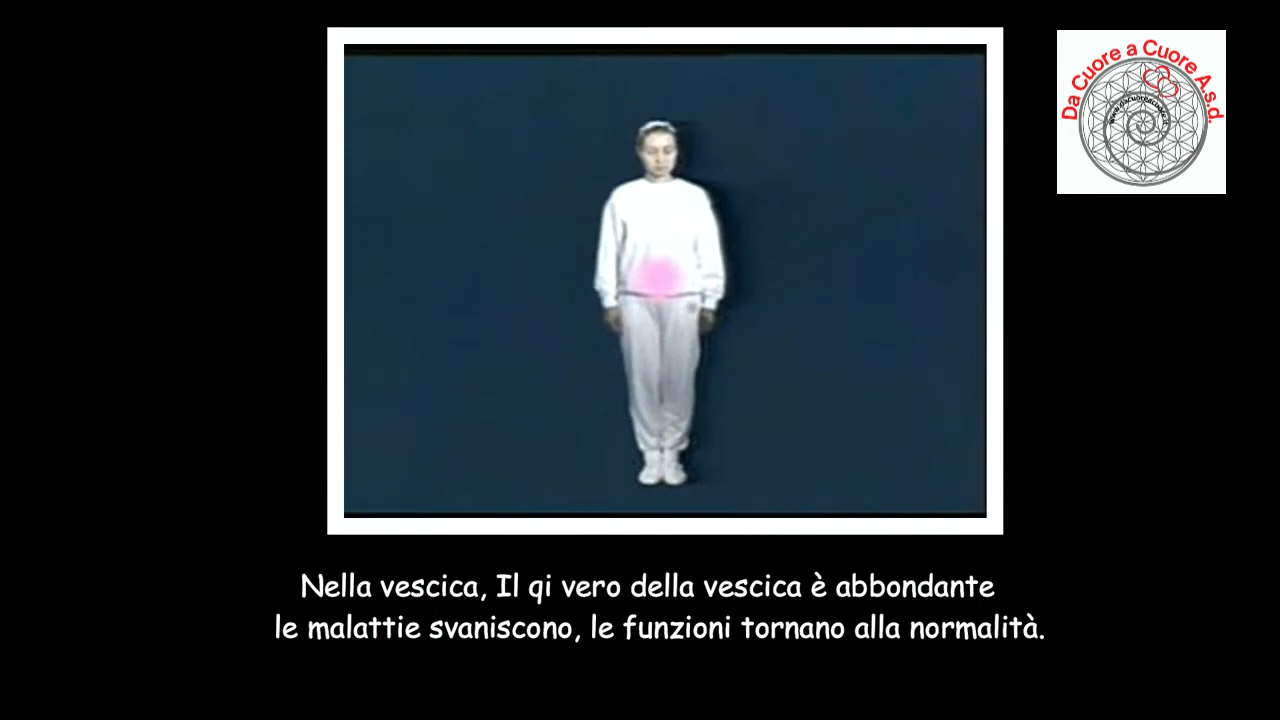 Da Cuore a Cuore A.s.d.
Nella vescica, Il qi vero della vescica è abbondante
le malattie svaniscono, le funzioni tornano alla normalità.